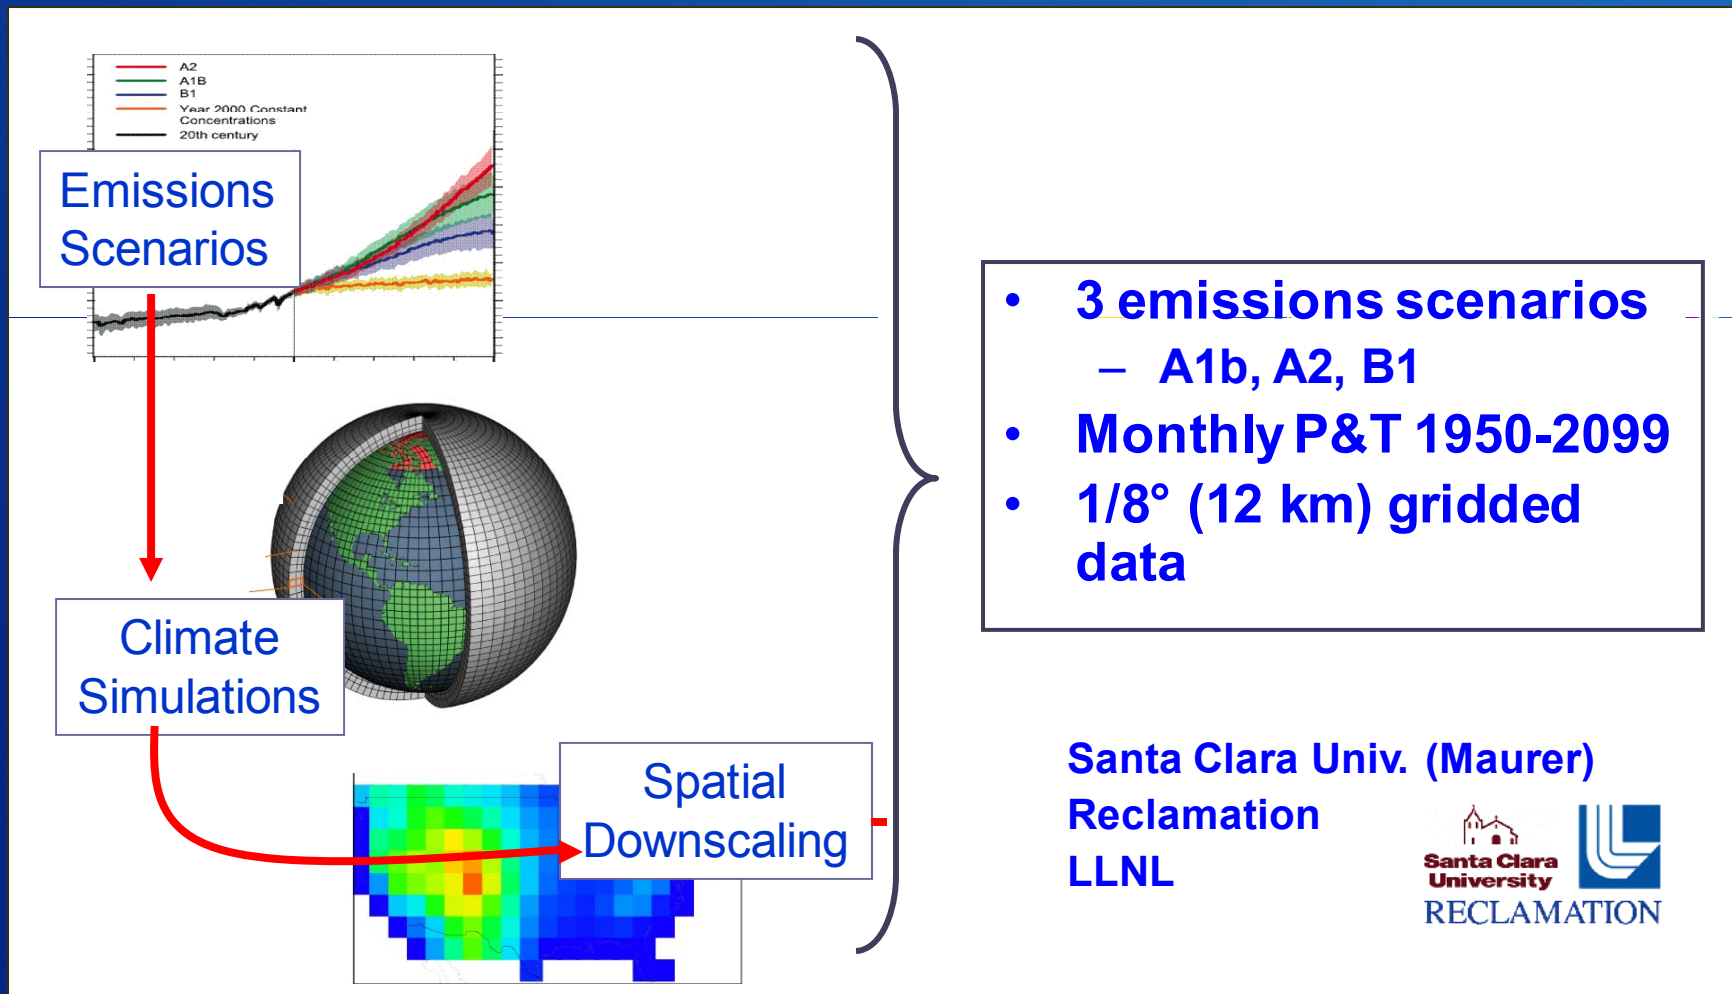 A2
A1B
B1
Year 2000 Constant
Concentrations
20th century
Emissions
Scenarios
Climate
Simulations
Spatial
Downscaling
• 3 emissions scenarios
– A1b, A2, B1
• Monthly P&T 1950-2099
• 1/8° (12 km) gridded
data
Santa Clara Univ. (Maurer)
Reclamation
LLNL
Santa Clara
University
RECLAMATION